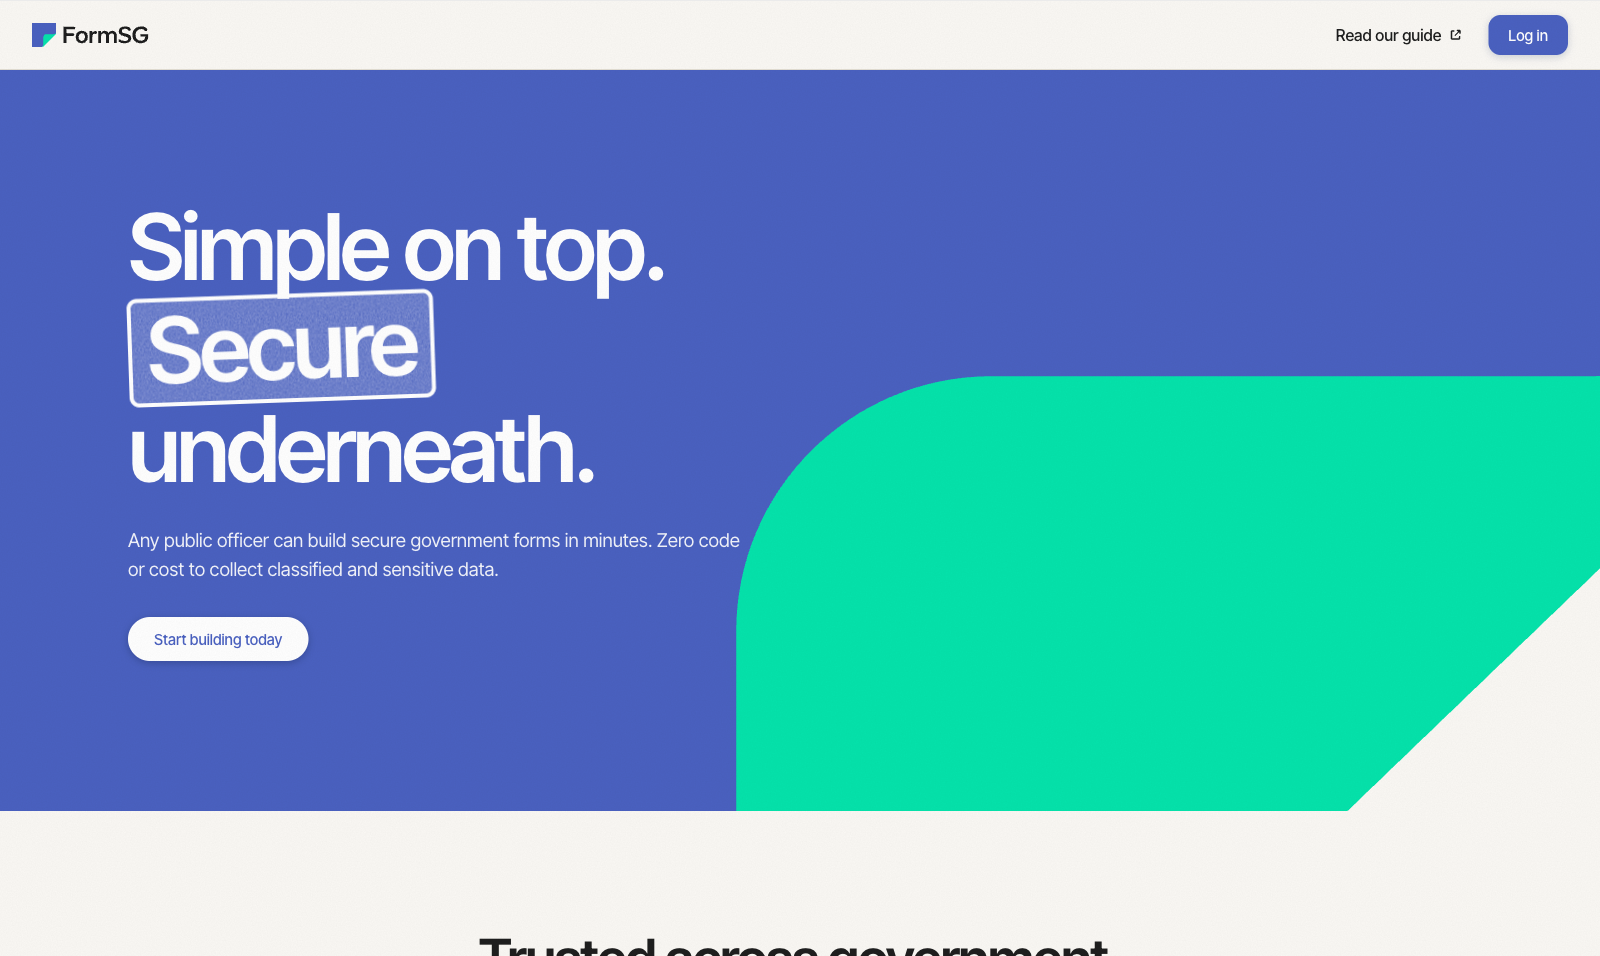 FormSG
Read our guide
Log in
Simple on top.
Secure
underneath.
Any public officer can build secure government forms in minutes. Zero code
or cost to collect classified and sensitive data.
Start building today
Trusted across government